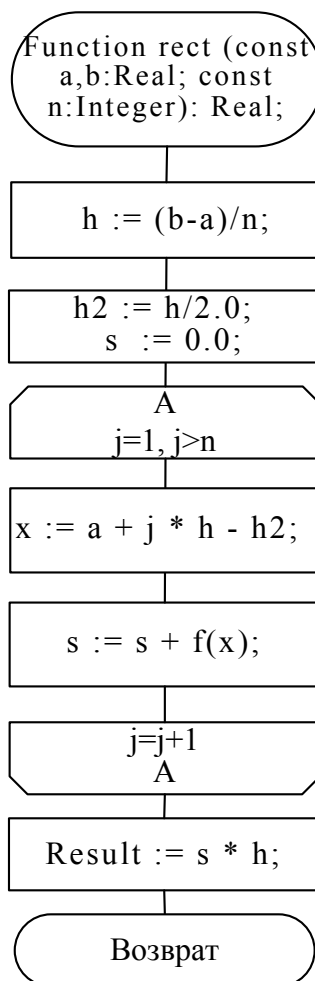 Function rect (const
a,b:Real; const
n:Integer): Real;
h := (b-a)/n;
h2 := h/2.0;
s := 0.0;
A
j=1, j>n
x := a + j * h - h2;
s := s + f(x);
j=j+1
A
Result := s * h;
Возврат